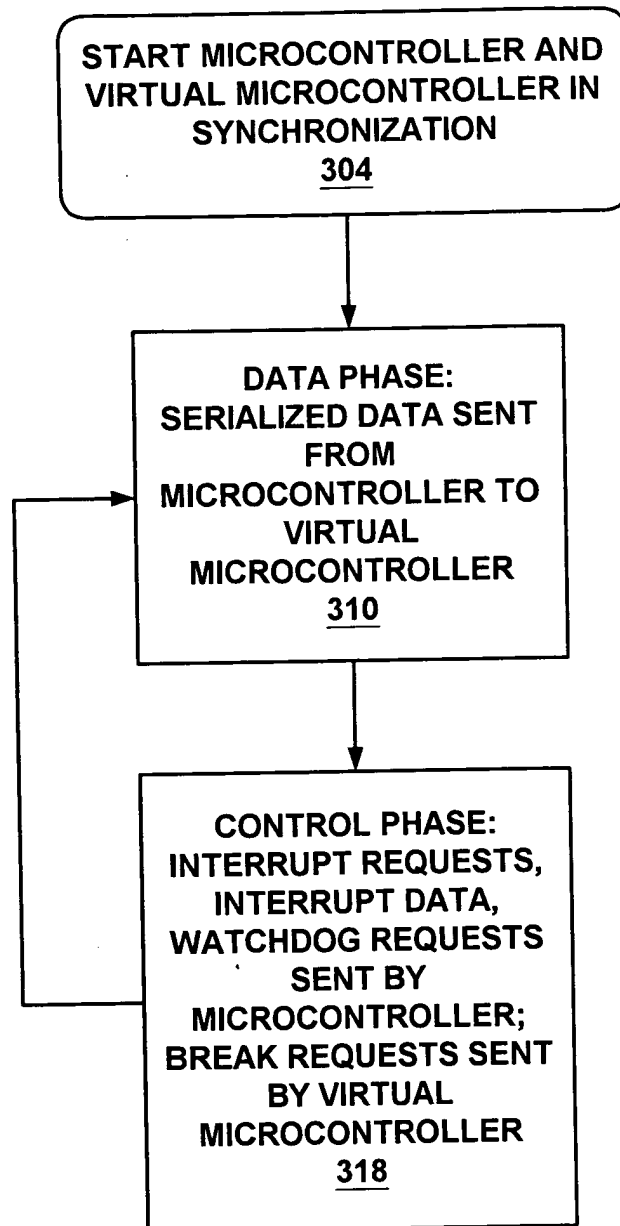 START MICROCONTROLLER AND
VIRTUAL MICROCONTROLLER IN
SYNCHRONIZATION
304
DATA PHASE:
SERIALIZED DATA SENT
FROM
MICROCONTROLLER TO
VIRTUAL
MICROCONTROLLER
310
CONTROL PHASE:
INTERRUPT REQUESTS,
INTERRUPT DATA,
WATCHDOG REQUESTS
SENT BY
MICROCONTROLLER;
BREAK REQUESTS SENT
BY VIRTUAL
MICROCONTROLLER
318